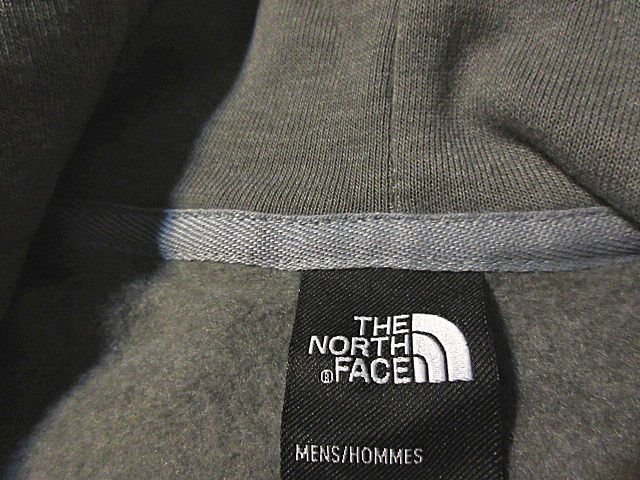 THE
NORTH
® FACE
MENS/HOMMES